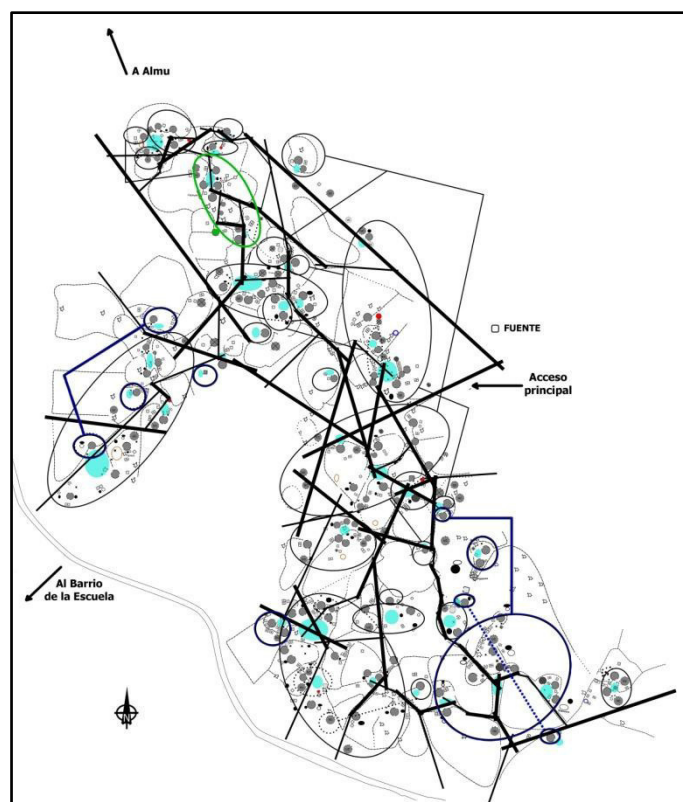 A Almu
FUENTE
Acceso
principal
Al Barrio
de la Escuela
N